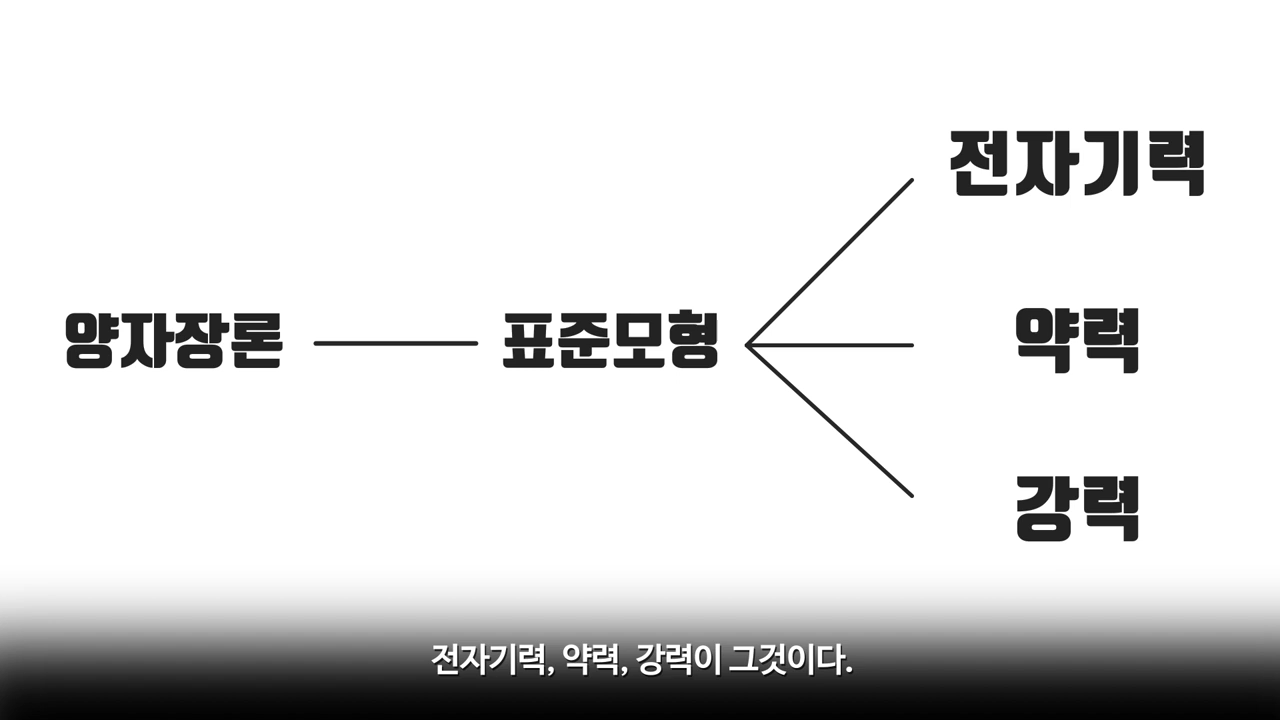 전자기력
양자장론
표준모형
약력
강력
전자기력, 약력, 강력이 그것이다.